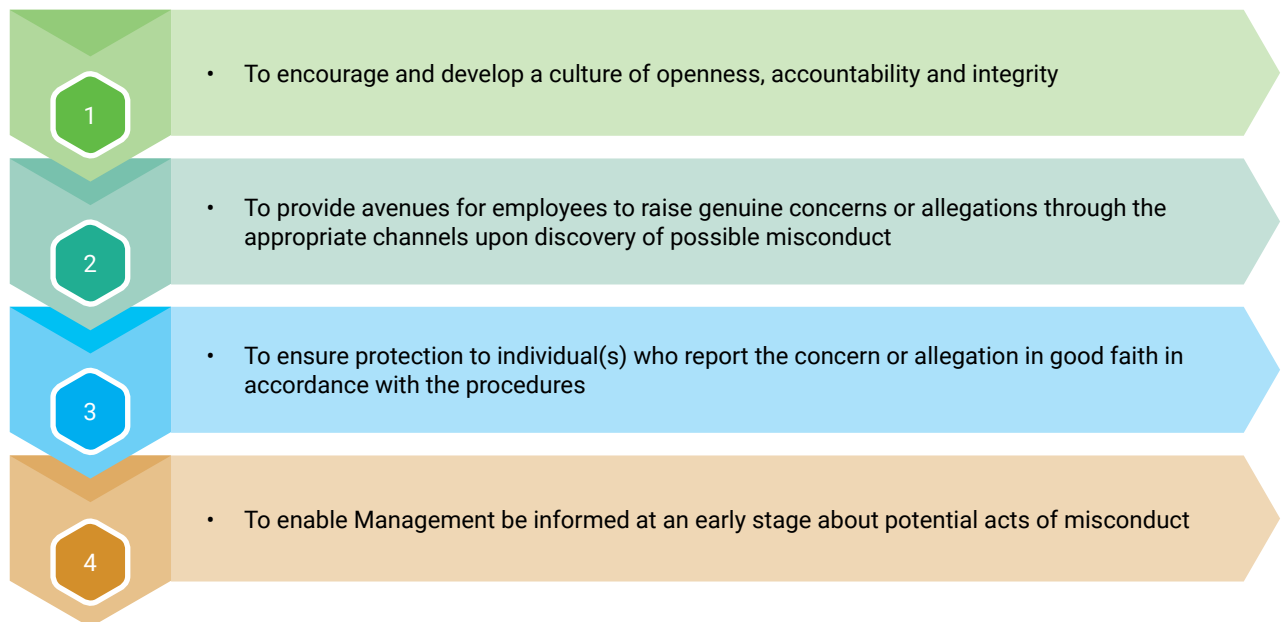 1
• To encourage and develop a culture of openness, accountability and integrity
2
• To provide avenues for employees to raise genuine concerns or allegations through the
appropriate channels upon discovery of possible misconduct
3
• To ensure protection to individual(s) who report the concern or allegation in good faith in
accordance with the procedures
4
• To enable Management be informed at an early stage about potential acts of misconduct